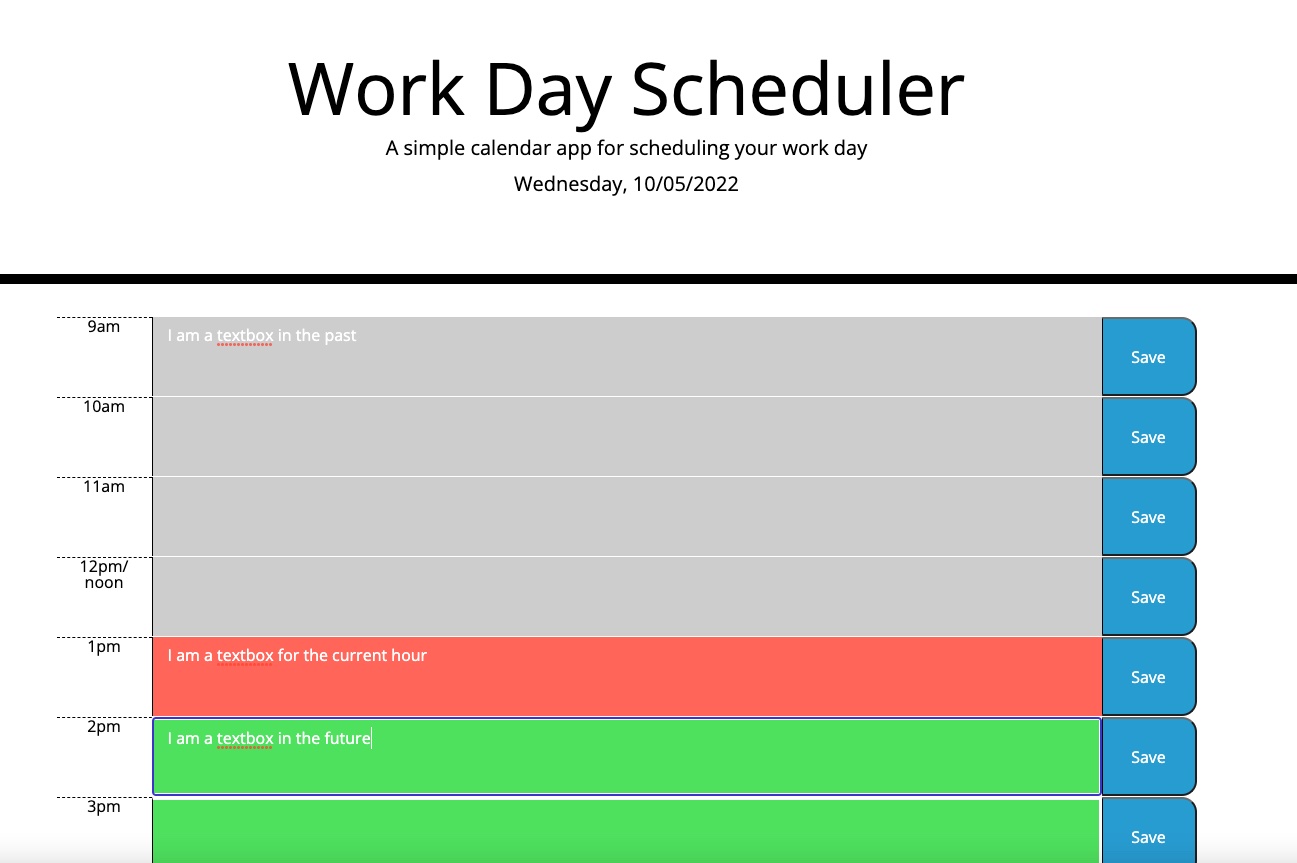 Work Day Scheduler
A simple calendar app for scheduling your work day
Wednesday, 10/05/2022
9am
I am a textbox in the past
Save
10am
Save
11am
Save
12pm/
noon
Save
1pm
I am a textbox for the current hour
Save
2pm
I am a textbox in the future
Save
3pm
Save